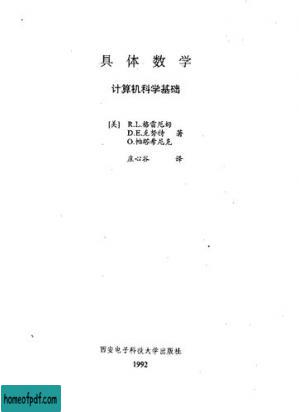 具体数学
计算机科学基础
[美] R.L.格雷厄姆
D.E.克努特 著
O.帕塔希尼克
庄心谷 译
西安电子科技大学出版社
1992
homeofpdf.com